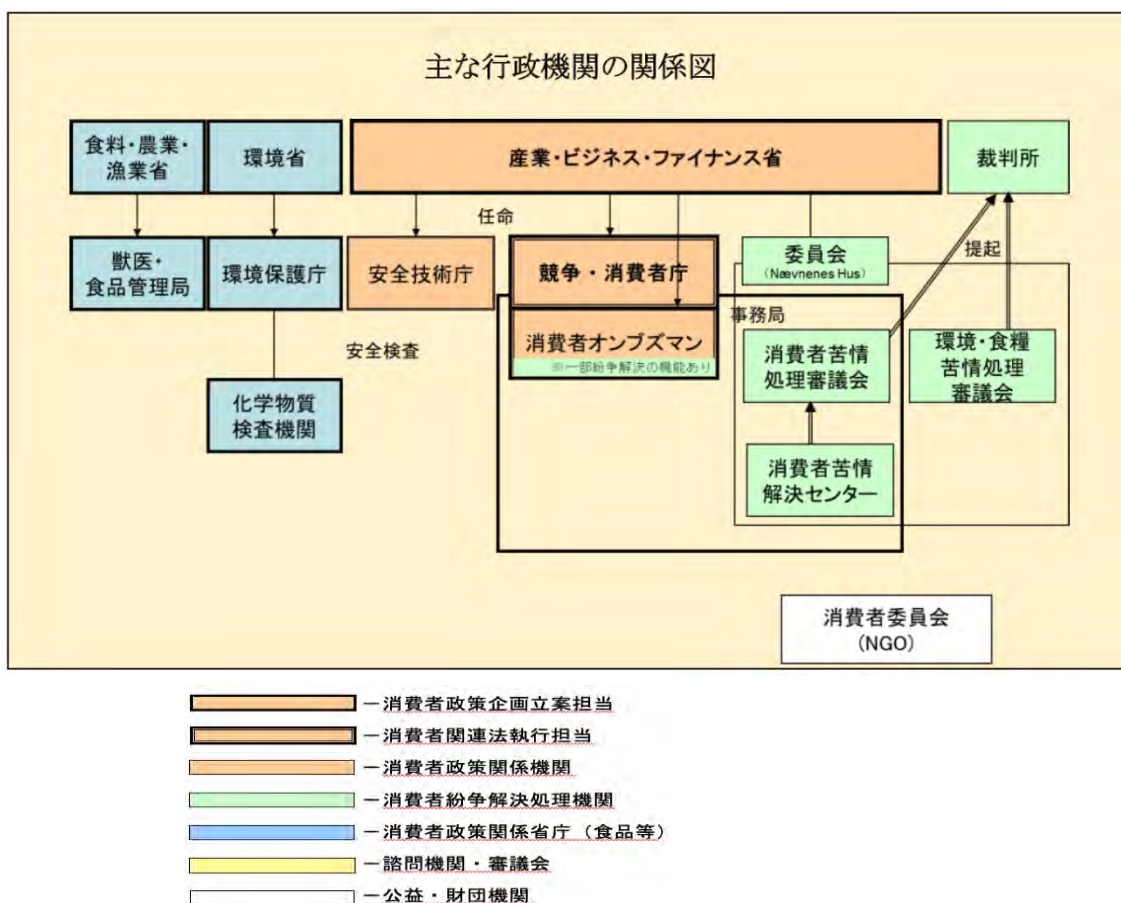 主な行政機関の関係図
食料・農業・
漁業省
環境省
産業・ビジネス・ファイナンス省
裁判所
任命
獣医・
食品管理局
環境保護庁
安全技術庁
競争・消費者庁
委員会
(Nævnenes Hus)
提起
事務局
消費者オンブズマン
※一部紛争解決の機能あり
安全検査
消費者苦情
処理審議会
環境・食糧
苦情処理
審議会
化学物質
検査機関
消費者苦情
解決センター
消費者委員会
(NGO)
－消費者政策企画立案担当
－消費者関連法執行担当
－消費者政策関係機関
－消費者紛争解決処理機関
－消費者政策関係省庁（食品等）
－諮問機関・審議会
－公益・財団機関